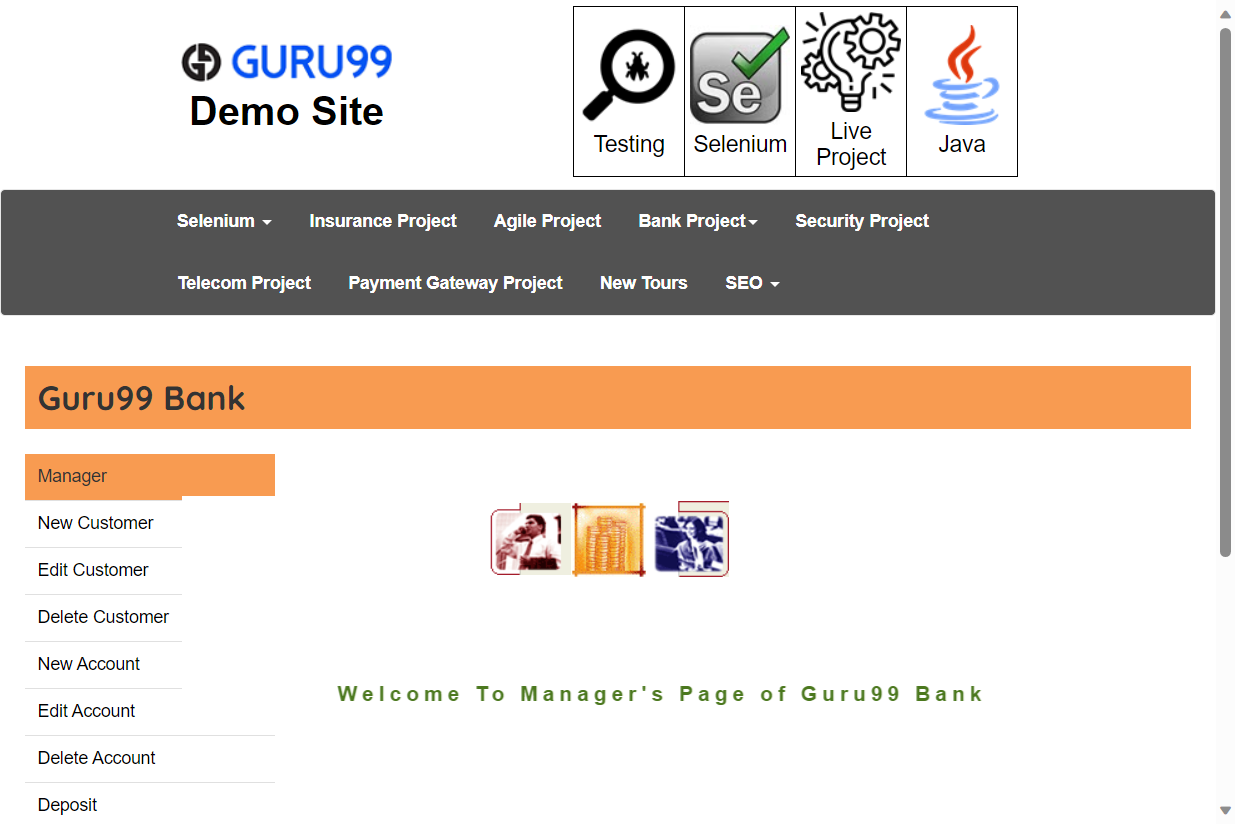 GURU99
Demo Site
Testing
Selenium
Se
Live
Project
Java
Selenium
Insurance Project
Agile Project
Bank Project
Security Project
Telecom Project
Payment Gateway Project
New Tours
SEO
Guru99 Bank
Manager
New Customer
Edit Customer
Delete Customer
New Account
Edit Account
Delete Account
Deposit
Welcome To Manager's Page of Guru99 Bank